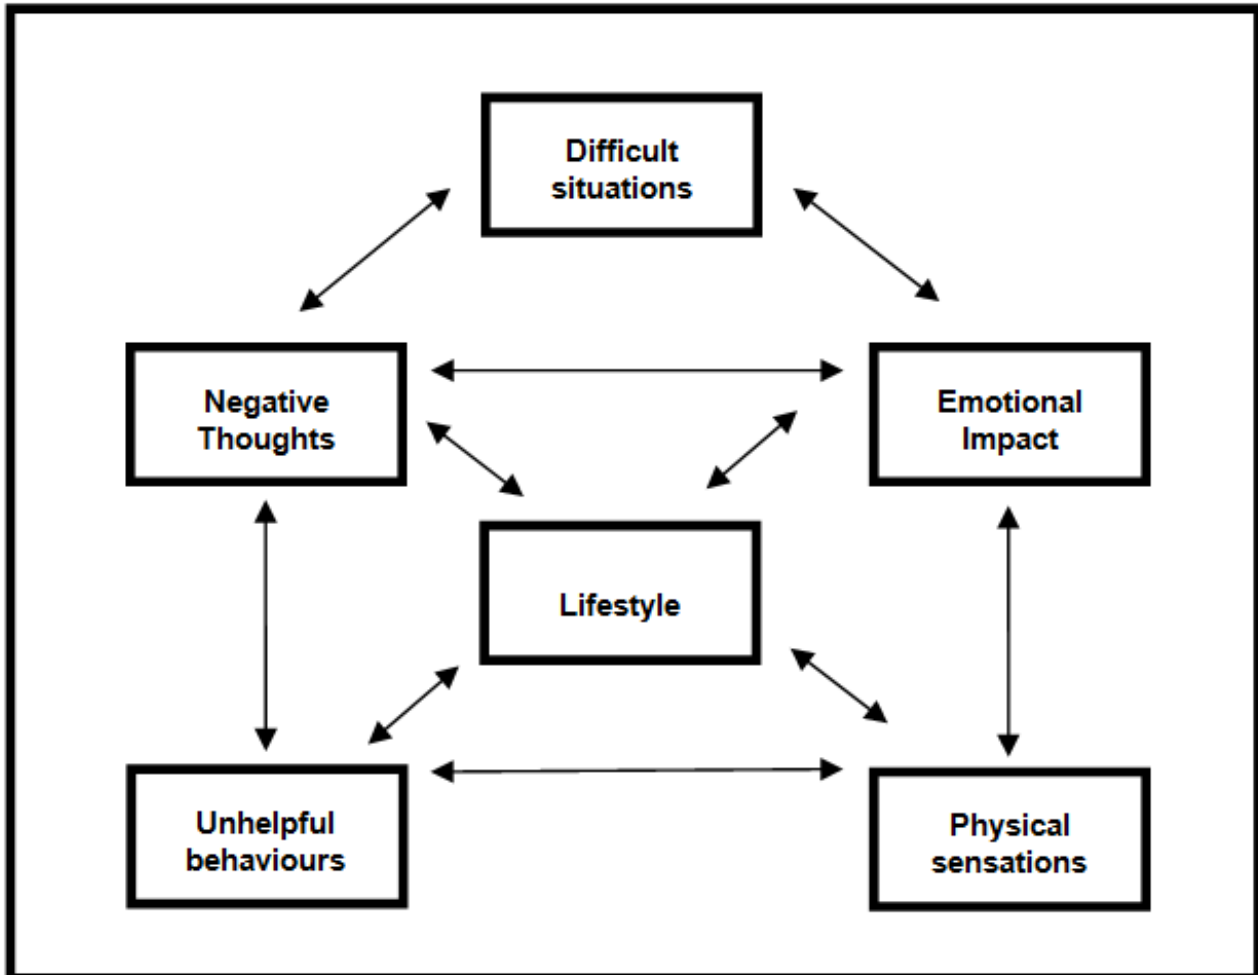 Difficult
situations
Negative
Thoughts
Emotional
Impact
Lifestyle
Unhelpful
behaviours
Physical
sensations